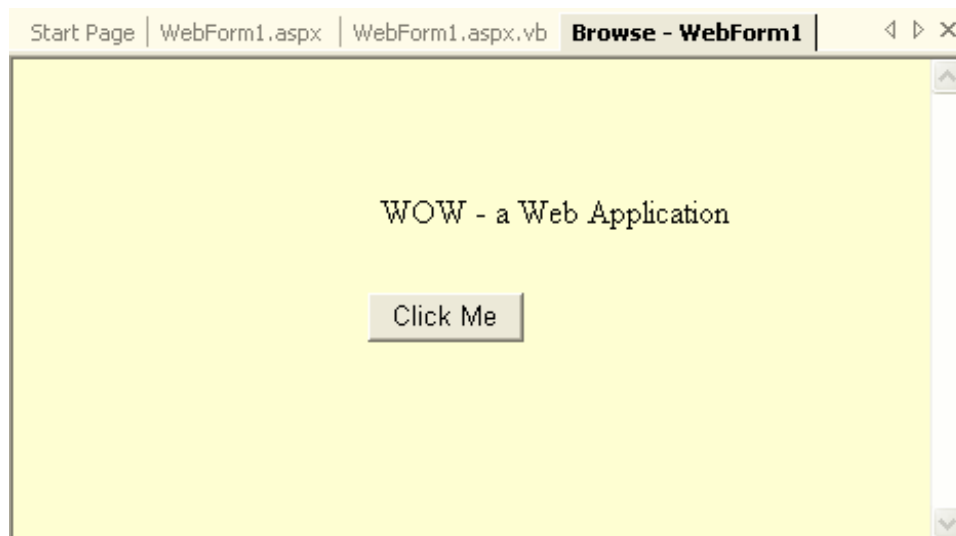 Start Page WebForm1.aspx WebForm1.aspx.vb Browse - WebForm1
WOW - a Web Application
Click Me